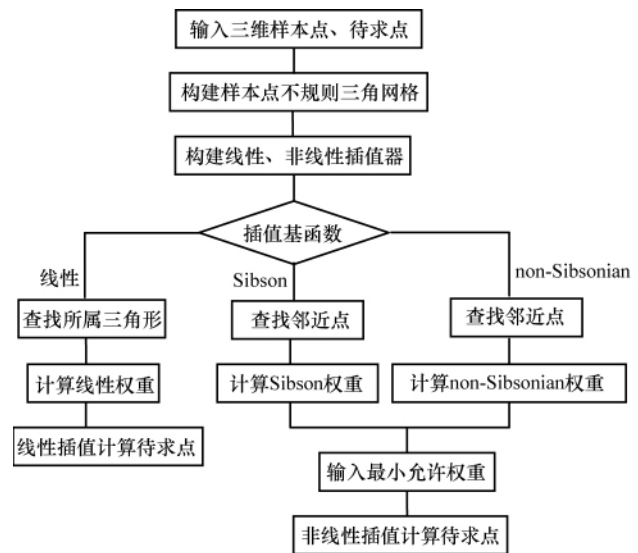 输入三维样本点、待求点
构建样本点不规则三角网格
构建线性、非线性插值器
插值基函数
线性
Sibson
non-Sibsonian
查找所属三角形
查找邻近点
查找邻近点
计算线性权重
计算Sibson权重
计算non-Sibsonian权重
线性插值计算待求点
输入最小允许权重
非线性插值计算待求点